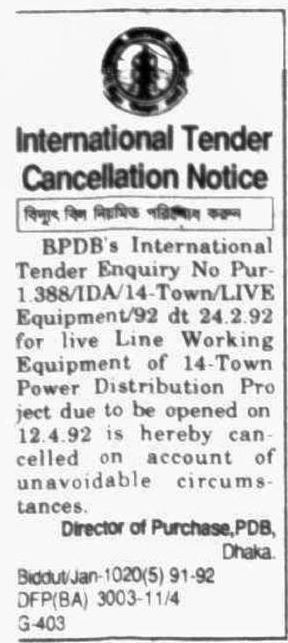 International Tender
Cancellation Notice
বিদ্যুৎ বিল নিয়মিত পরিশোধ করুন
BPDB's International
Tender Enquiry No Pur-
1.388/IDA/14-Town/LIVE
Equipment/92 dt 24.2.92
for live Line Working
Equipment of 14-Town
Power Distribution Pro
ject due to be opened on
12.4.92 is hereby can-
celled on account of
unavoidable circums-
tances.
Director of Purchase,PDB,
Dhaka.
Biddut/Jan-1020(5) 91-92
DFP(BA) 3003-11/4
G-403